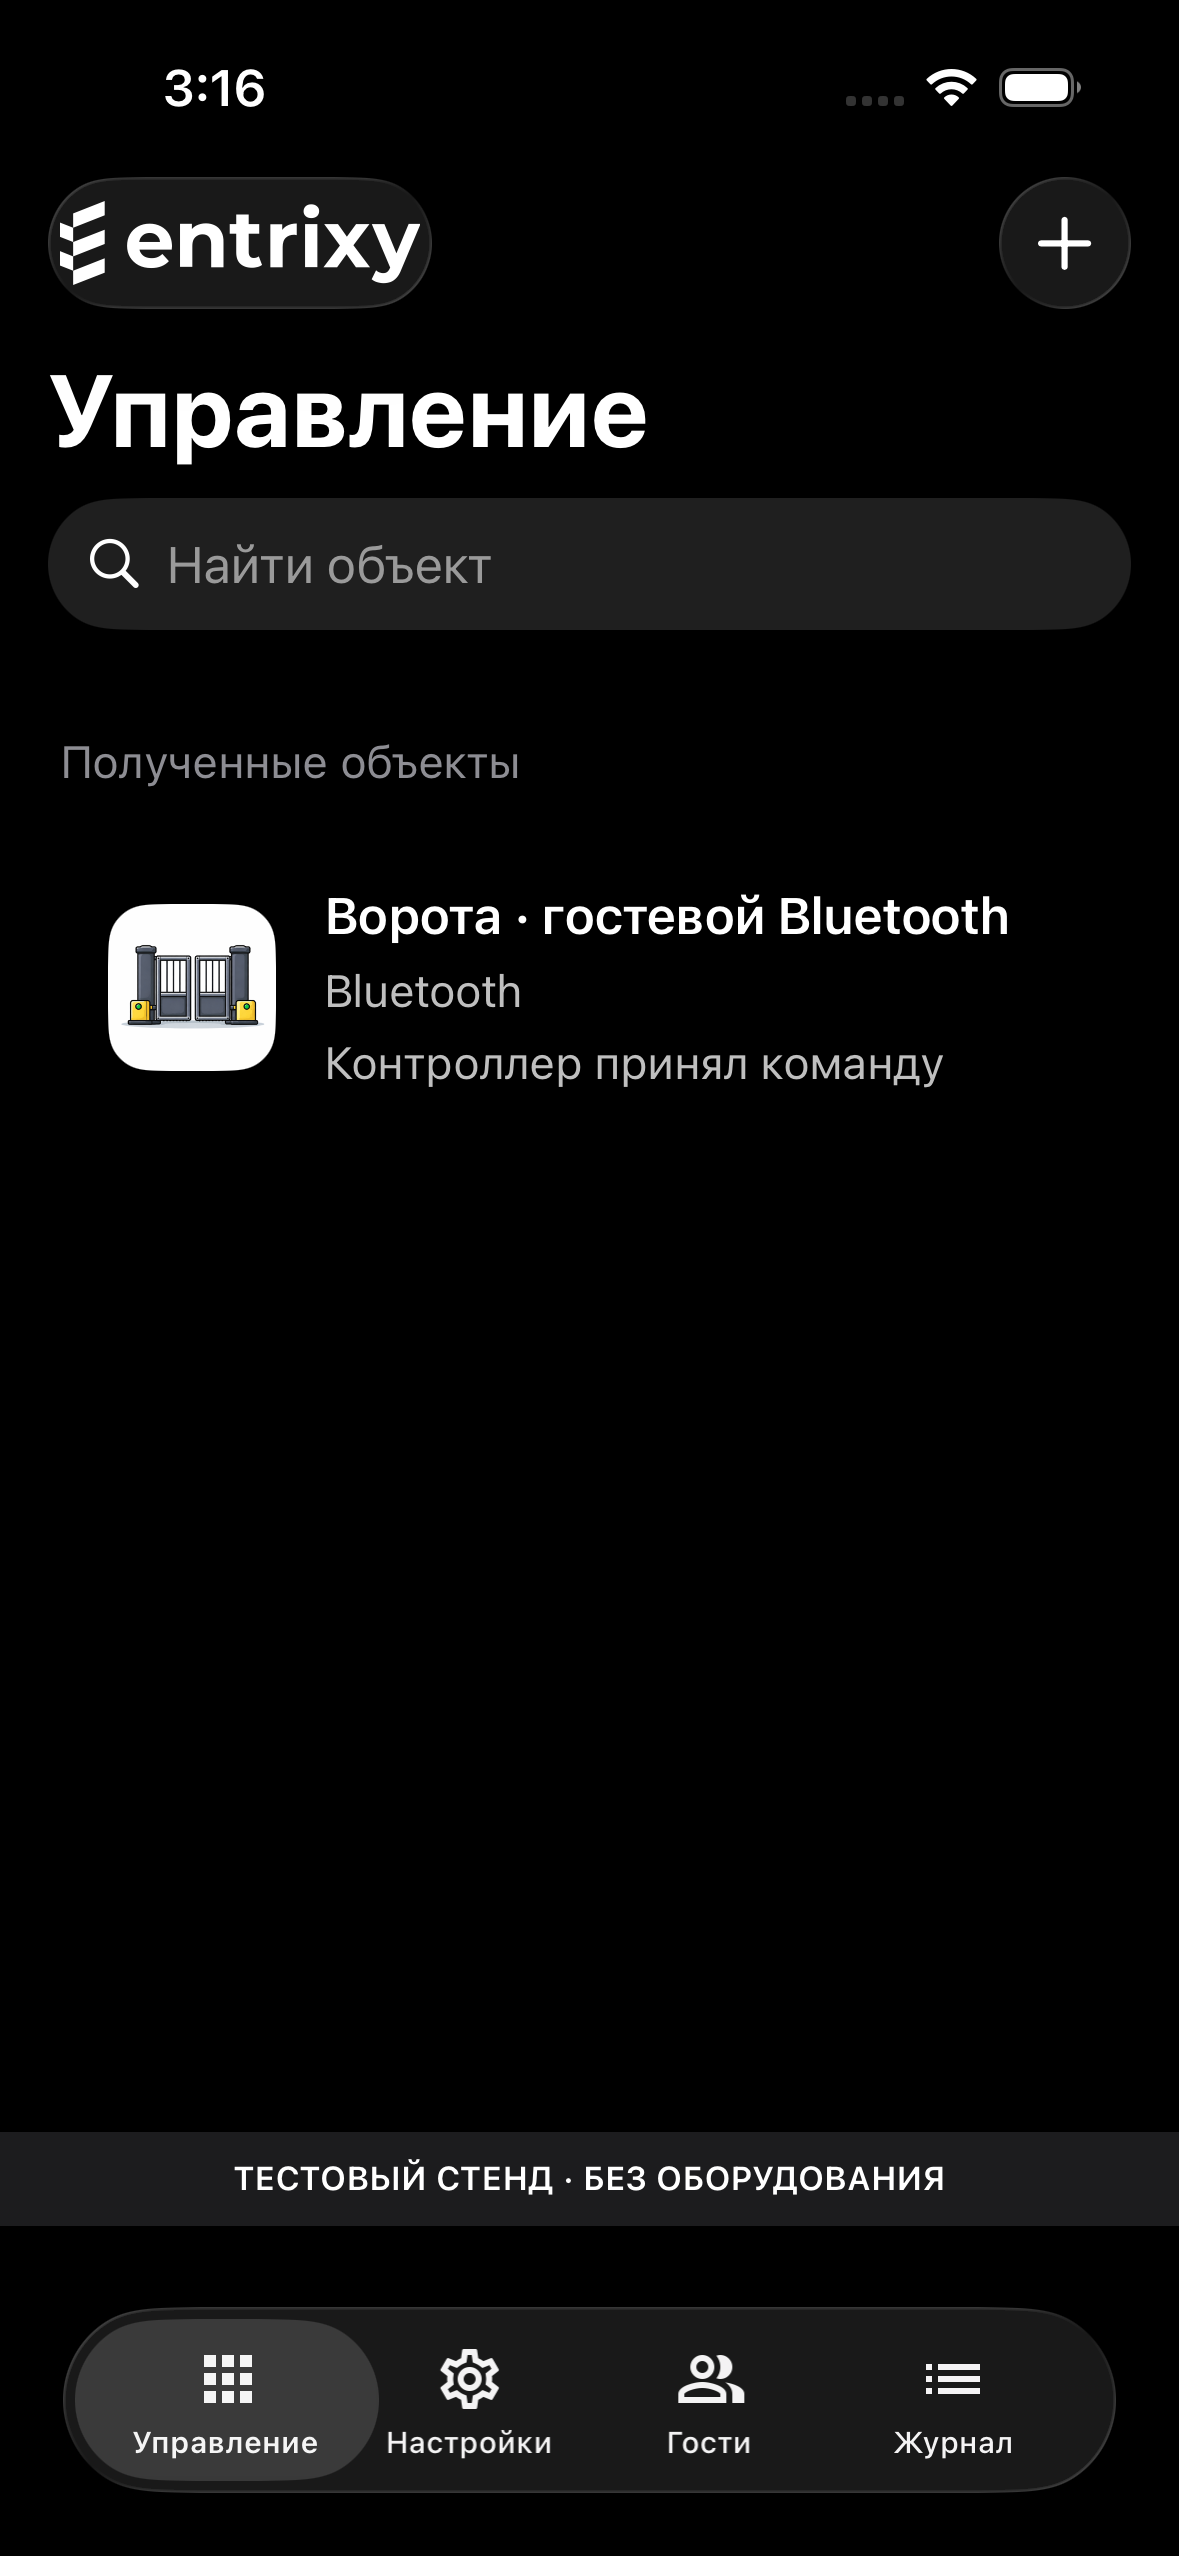 3:16
entrixy
Управление
Найти объект
Полученные объекты
Ворота · гостевой Bluetooth
Bluetooth
Контроллер принял команду
ТЕСТОВЫЙ СТЕНД · БЕЗ ОБОРУДОВАНИЯ
Управление
Настройки
Гости
Журнал